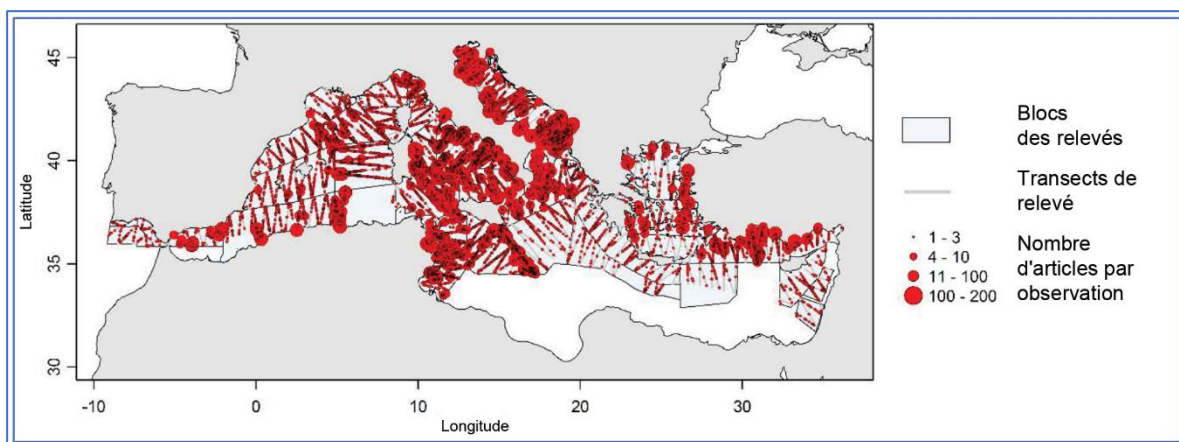 45
40
35
30
Latitude
-10
0
10
20
30
Longitude
Blocs
des relevés
Transects de
relevé
Nombre
d'articles par
observation
1 - 3
4 - 10
11 - 100
100 - 200